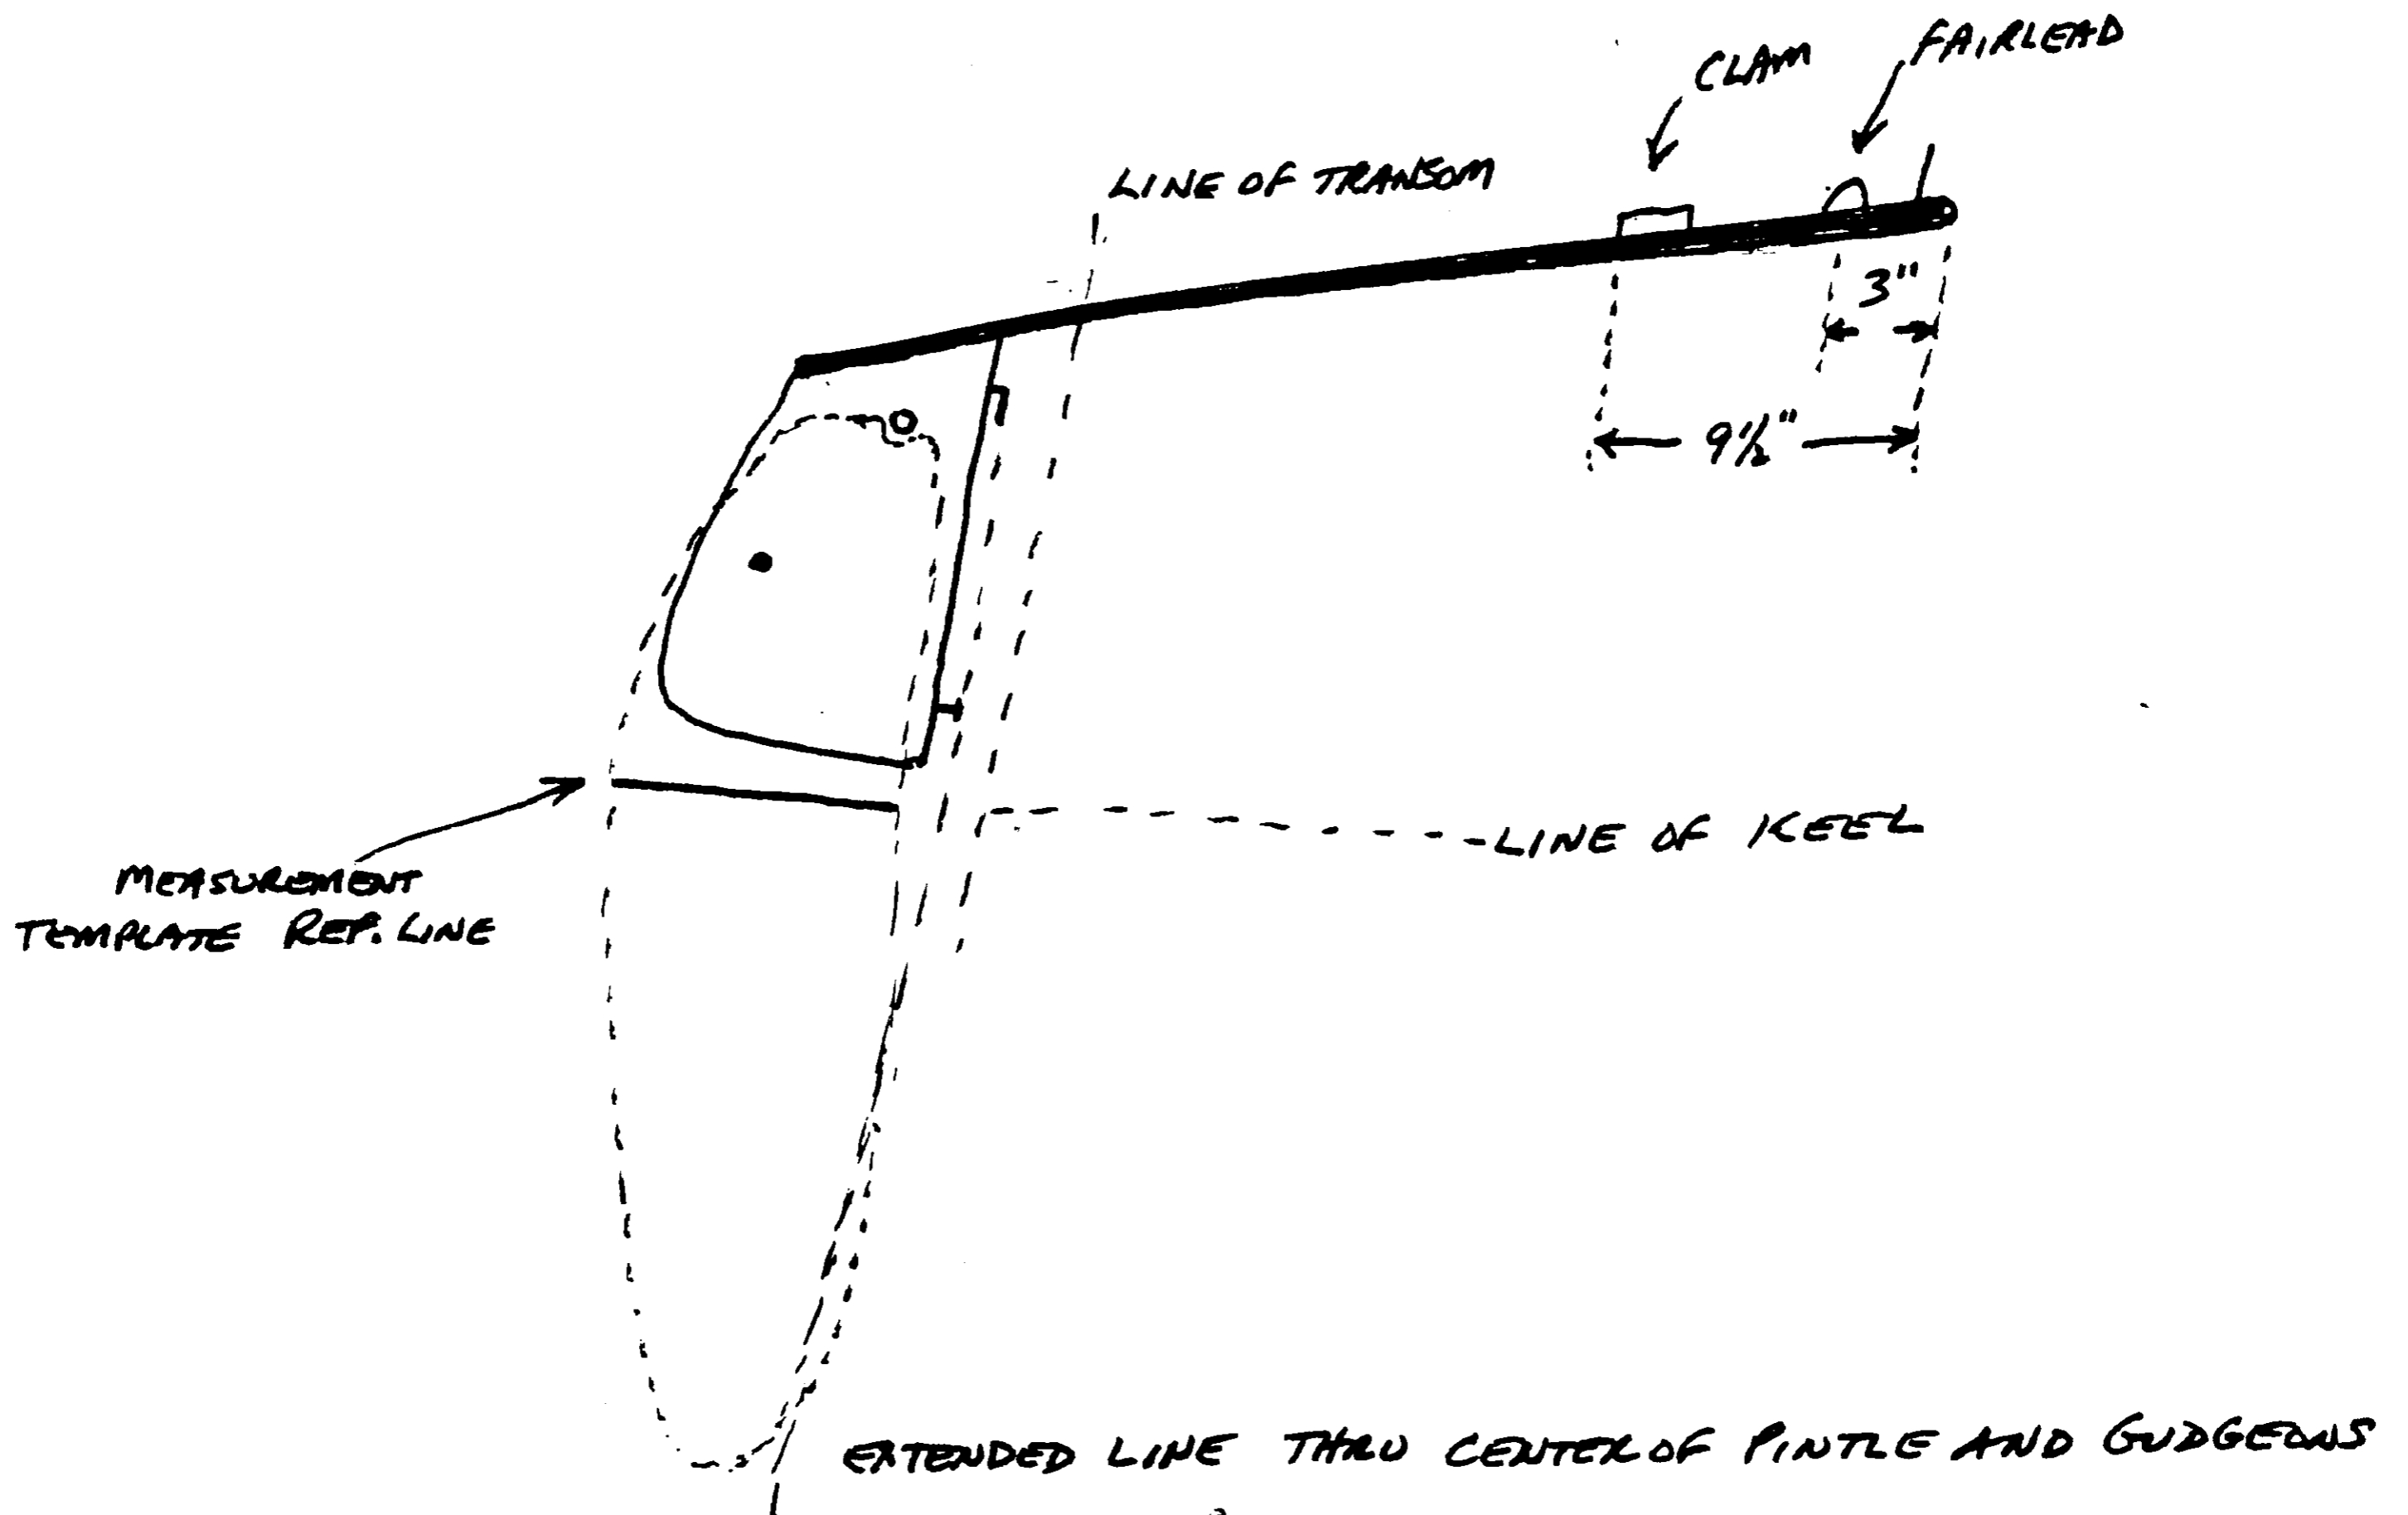 FAIRLEAD
CLAM
LINE OF TRANSOM
3"
9½"
LINE OF KEEL
MEASUREMENT
TEMPLATE REF. LINE
EXTENDED LINE THRU CENTER OF PINTLE AND GUDGEONS